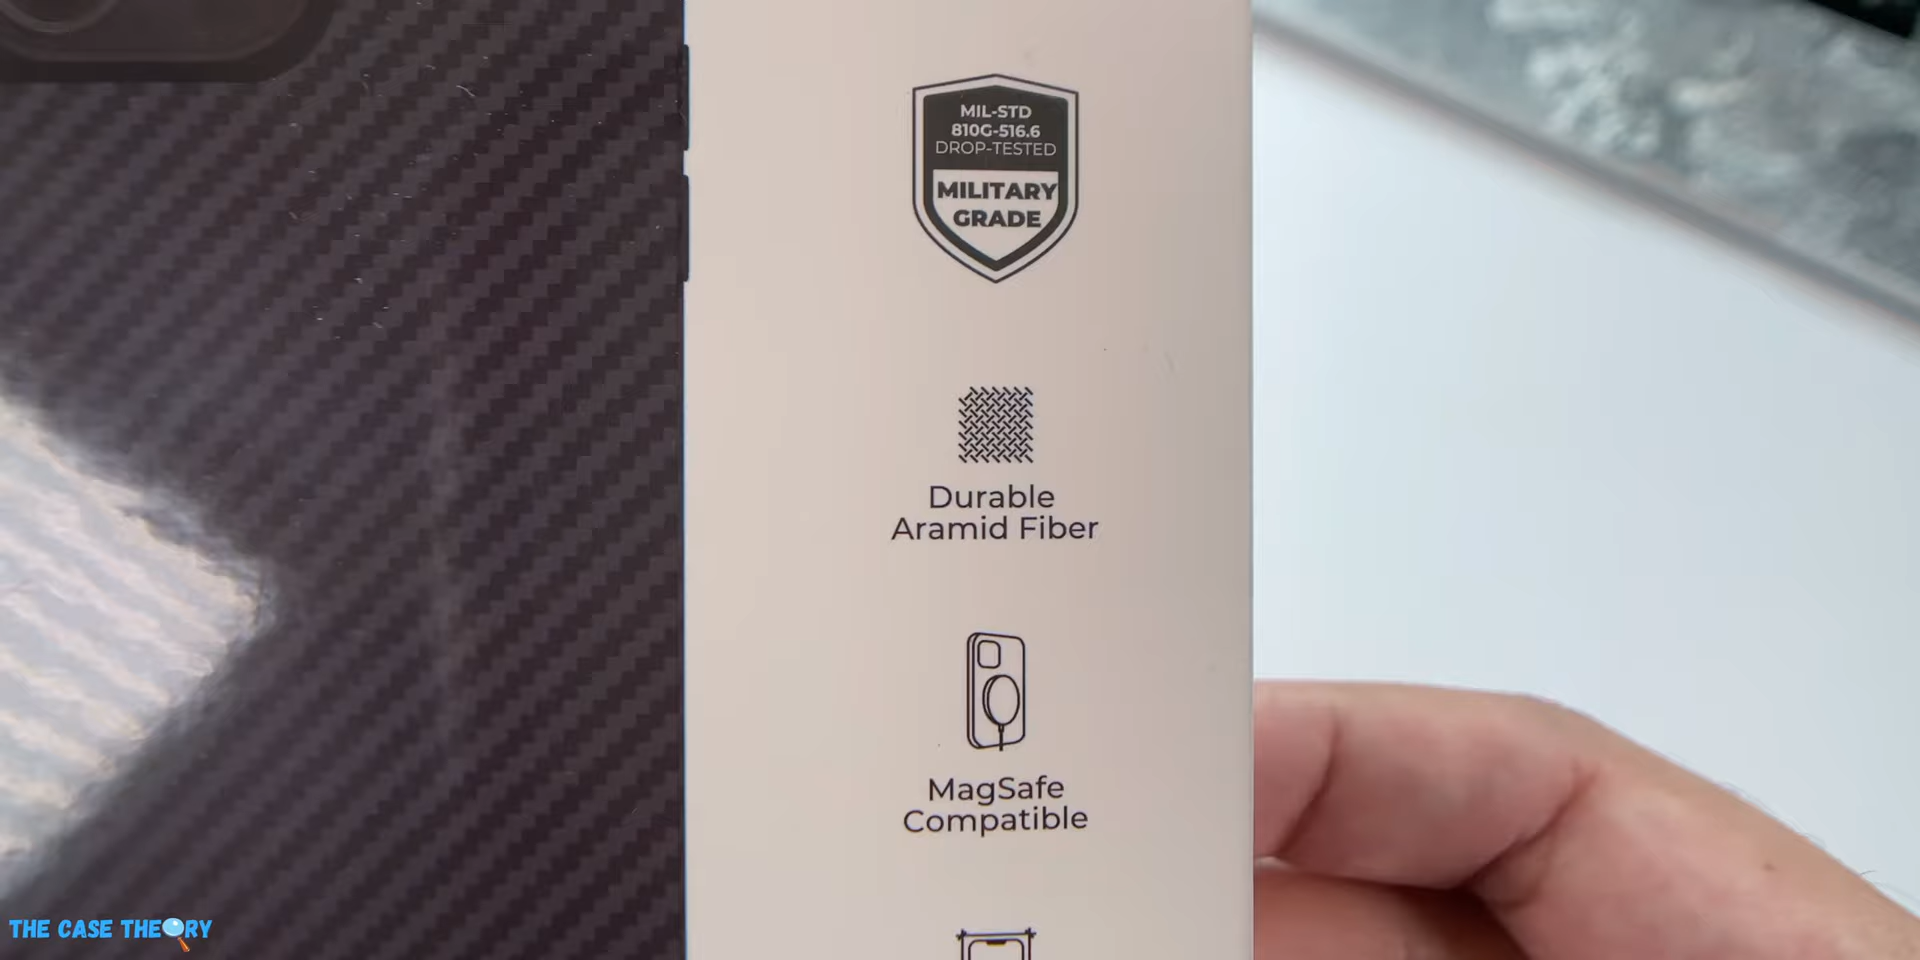 MIL-STD
810G-516.6
DROP-TESTED
MILITARY
GRADE
Durable
Aramid Fiber
MagSafe
Compatible
THE CASE THEORY